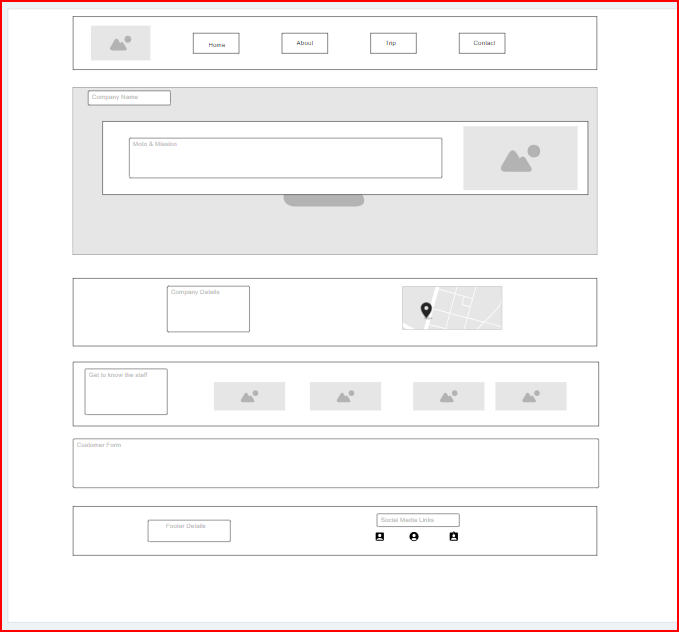 Home
About
Trip
Contact
Company Name
Moto & Mission
Company Details
Get to know the staff
Customer Form
Footer Details
Social Media Links